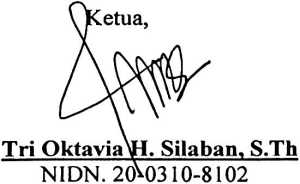 Ketua,
Tri Oktavia H. Silaban, S.Th
NIDN. 20-0310-8102